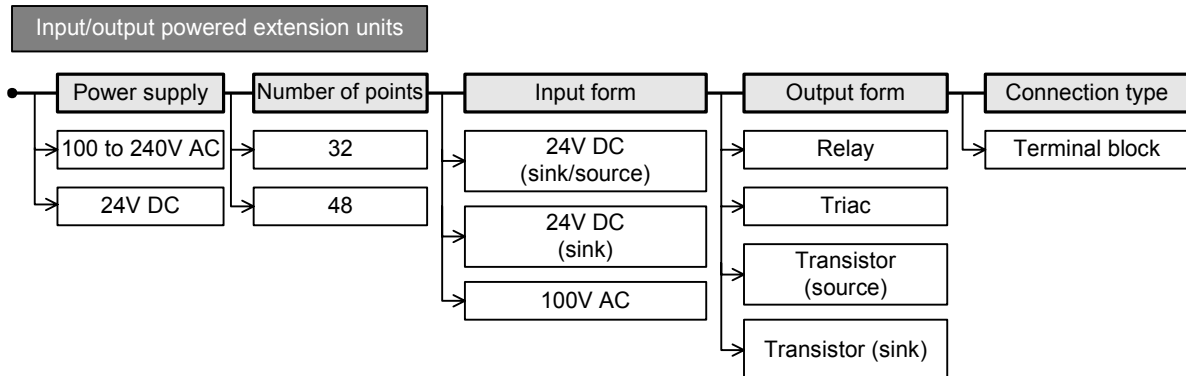 Input/output powered extension units
Power supply
Number of points
Input form
Output form
Connection type
100 to 240V AC
32
24V DC
(sink/source)
Relay
Terminal block
24V DC
48
24V DC
(sink)
Triac
100V AC
Transistor
(source)
Transistor (sink)